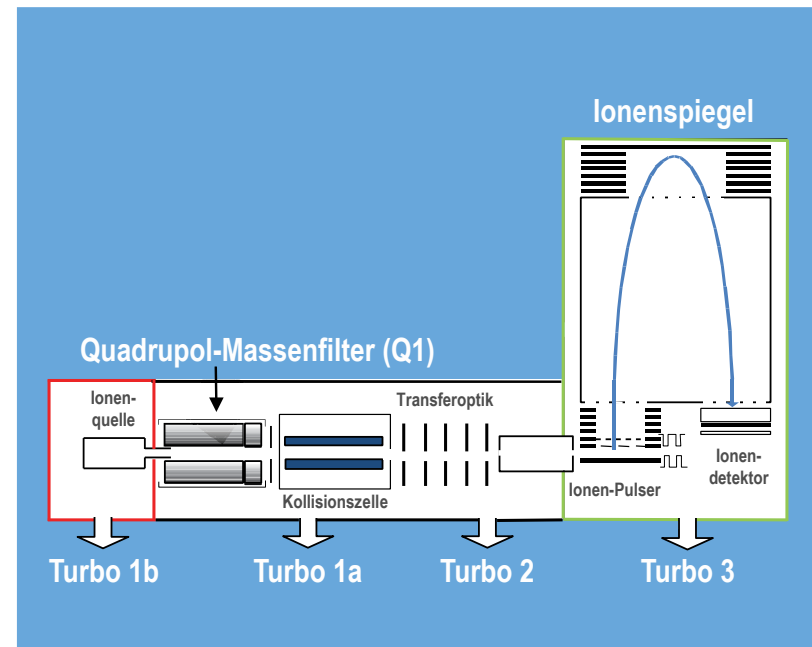 Ionenspiegel
Quadrupol-Massenfilter (Q1)
Ionen-
quelle
Transferoptik
Kollisionszelle
Ionen-Pulser
Ionen-
detektor
Turbo 1b
Turbo 1a
Turbo 2
Turbo 3